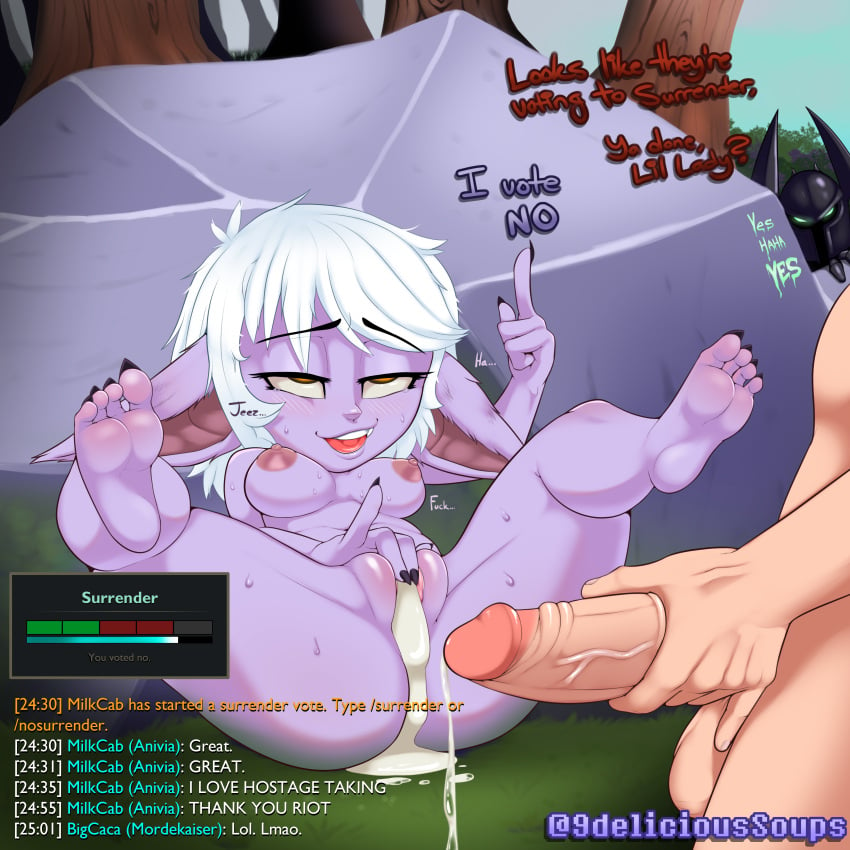 Looks like they're
voting to Surrender,
Ya done,
Lil Lady?
I vote
NO
Yes
HAHA
YES
Ha...
Jeez...
Fuck...
Surrender
You voted no.
[24:30] MilkCab has started a surrender vote. Type /surrender or
/nosurrender.
[24:30] MilkCab (Anivia): Great.
[24:31] MilkCab (Anivia): GREAT.
[24:35] MilkCab (Anivia): I LOVE HOSTAGE TAKING
[24:55] MilkCab (Anivia): THANK YOU RIOT
[25:01] BigCaca (Mordekaiser): Lol. Lmao.
@9deliciousSoups